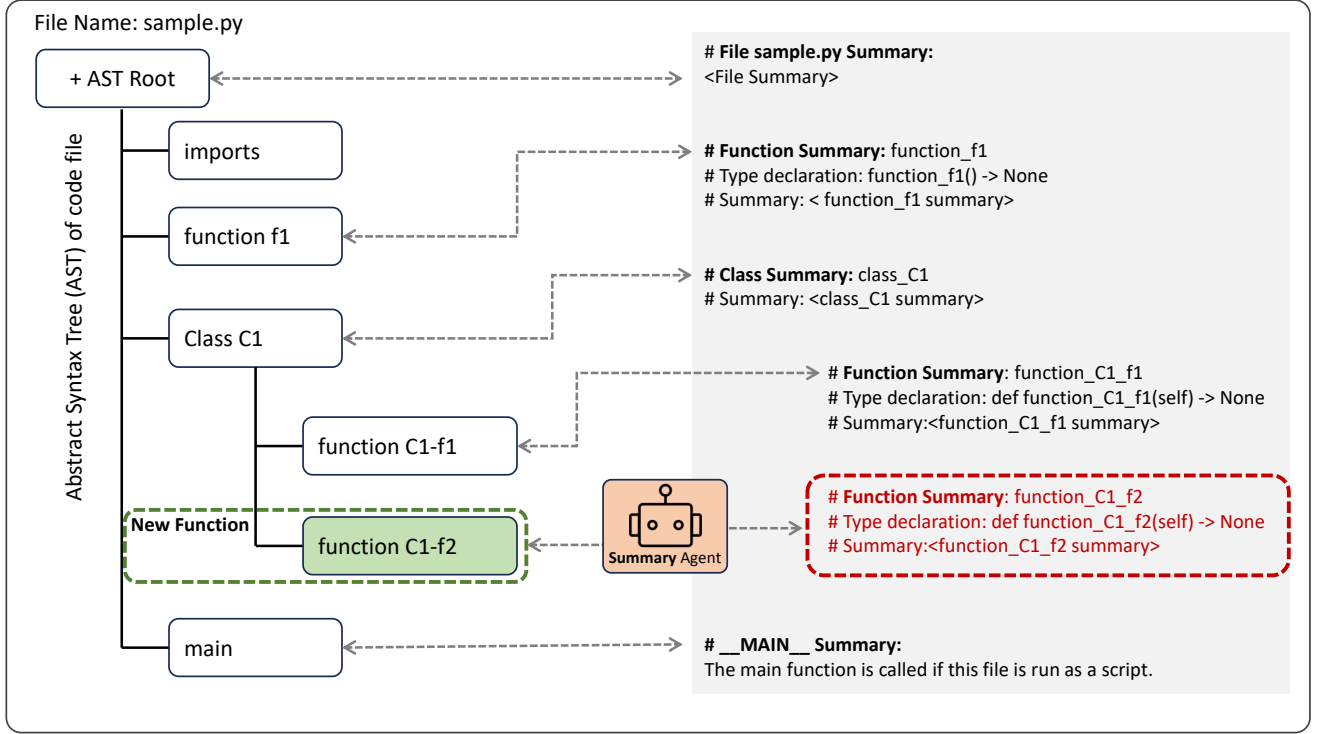 File Name: sample.py
+ AST Root
Abstract Syntax Tree (AST) of code file
imports
function f1
Class C1
function C1-f1
New Function
function C1-f2
main
Summary Agent
# File sample.py Summary:
<File Summary>
# Function Summary: function_f1
# Type declaration: function_f1() -> None
# Summary: < function_f1 summary>
# Class Summary: class_C1
# Summary: <class_C1 summary>
# Function Summary: function_C1_f1
# Type declaration: def function_C1_f1(self) -> None
# Summary:<function_C1_f1 summary>
# Function Summary: function_C1_f2
# Type declaration: def function_C1_f2(self) -> None
# Summary:<function_C1_f2 summary>
# __MAIN__ Summary:
The main function is called if this file is run as a script.